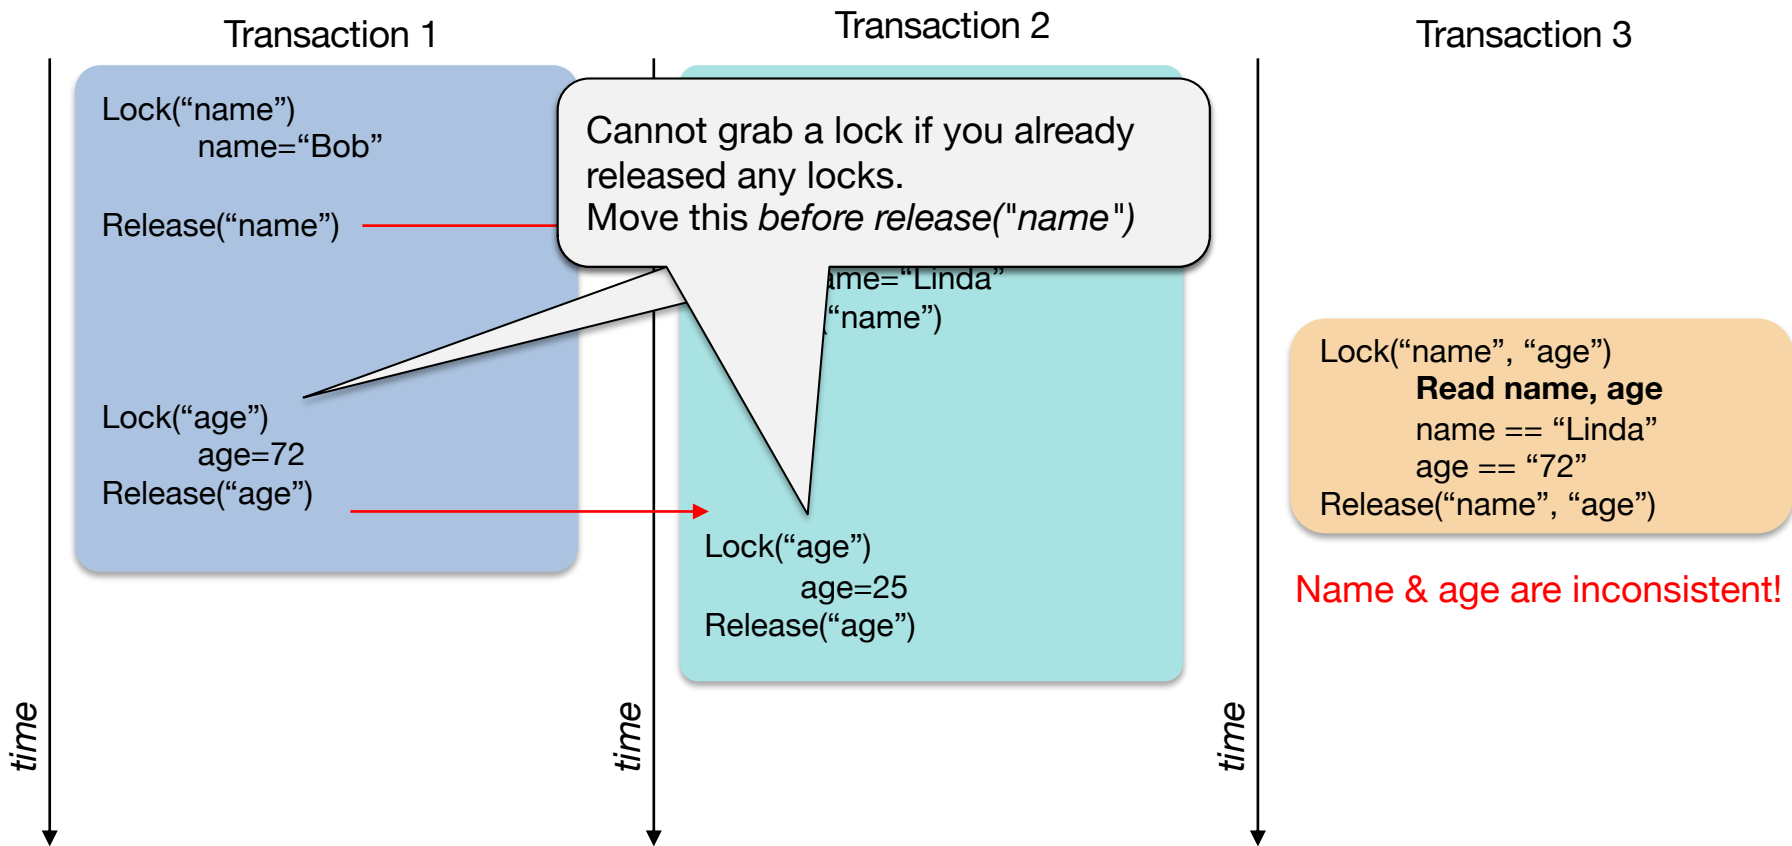 Transaction 1
Lock(“name”)
name=“Bob”
Release(“name”)
Lock(“age”)
age=72
Release(“age”)
time
Transaction 2
Cannot grab a lock if you already
released any locks.
Move this before release("name")
ame=“Linda”
(“name”)
Lock(“age”)
age=25
Release(“age”)
time
Transaction 3
Lock(“name”, “age”)
Read name, age
name == “Linda”
age == “72”
Release(“name”, “age”)
Name & age are inconsistent!
time